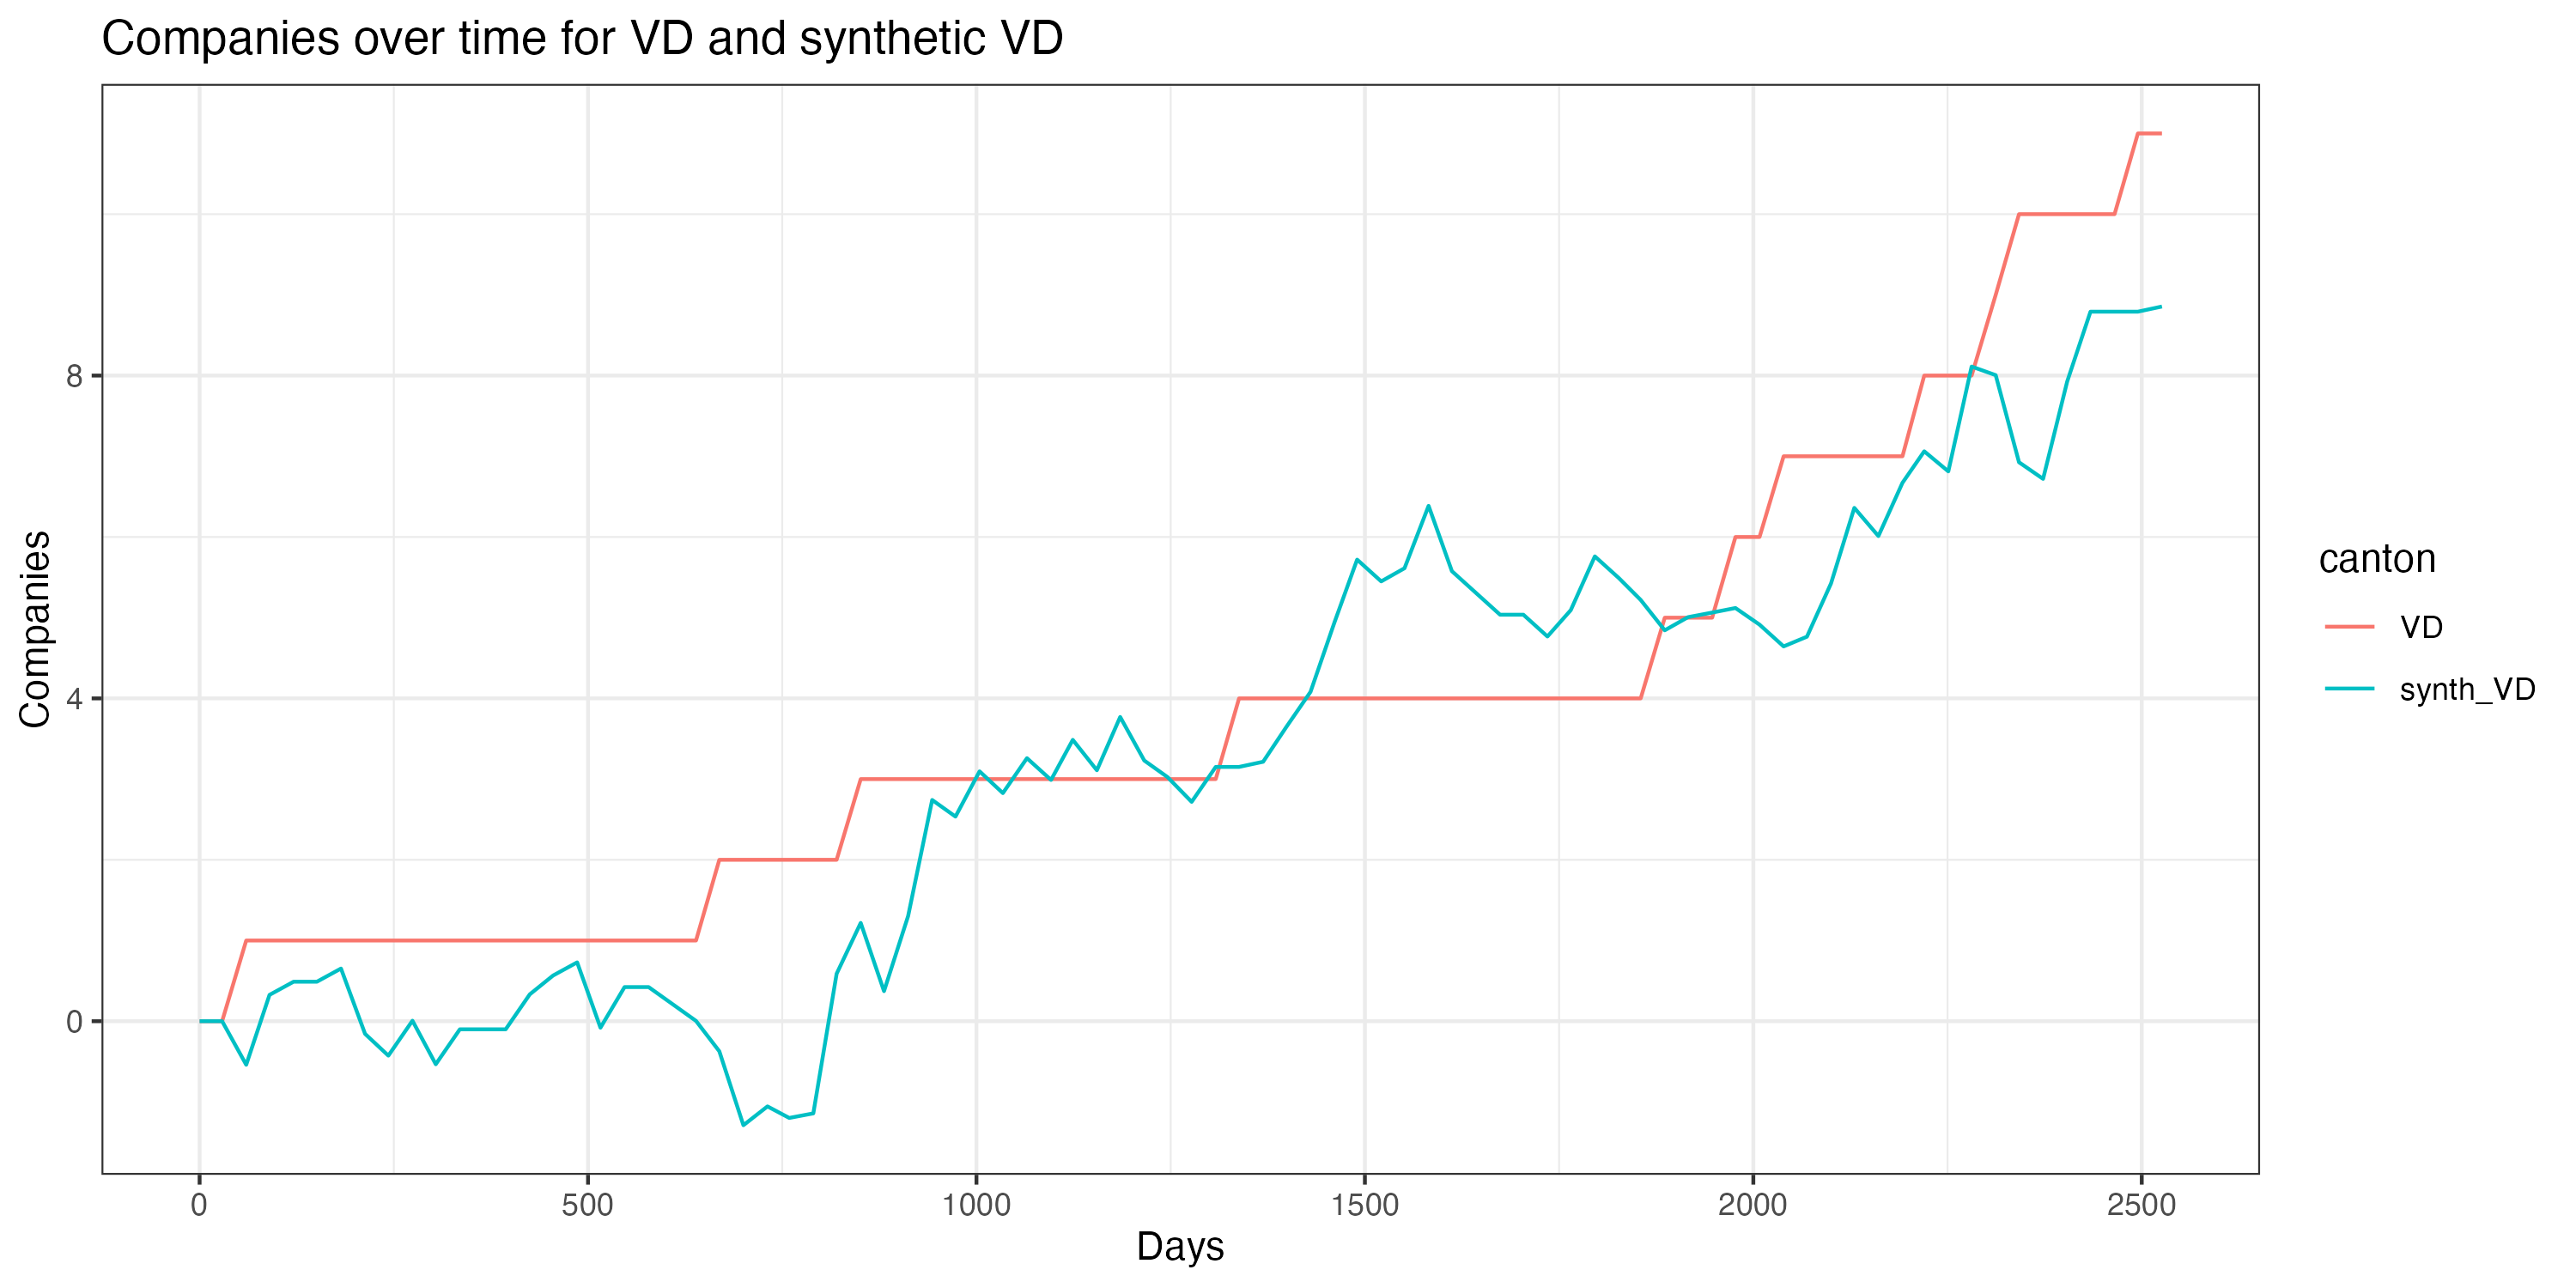 Companies over time for VD and synthetic VD
Companies
8
4
0
0
500
1000
1500
2000
2500
Days
canton
VD
synth_VD